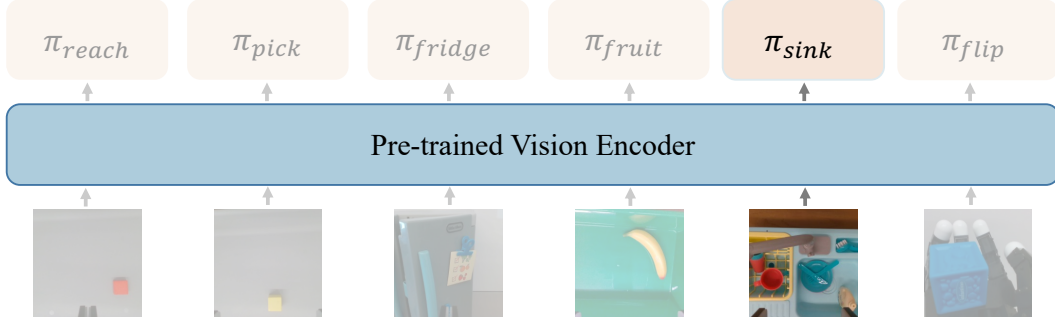 π_reach π_pick π_fridge π_fruit π_sink π_flip
Pre-trained Vision Encoder